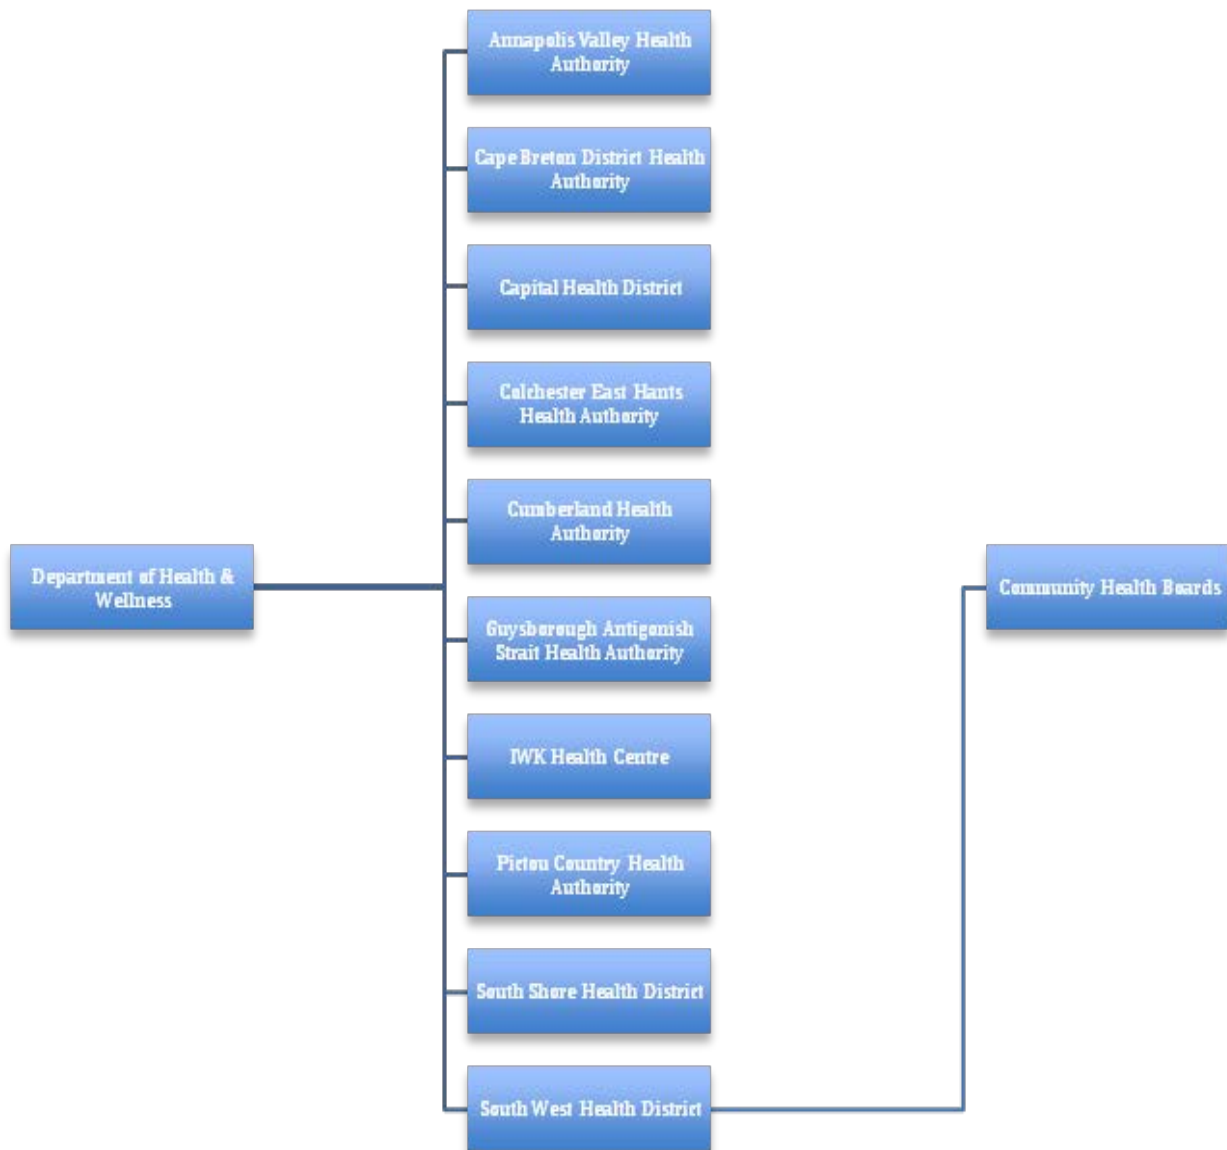 Annapolis Valley Health
Authority
Cape Breton District Health
Authority
Capital Health District
Colchester East Hants
Health Authority
Cumberland Health
Authority
Department of Health &
Wellness
Community Health Boards
Guysborough Antigonish
Strait Health Authority
IWK Health Centre
Pictou Country Health
Authority
South Shore Health District
South West Health District